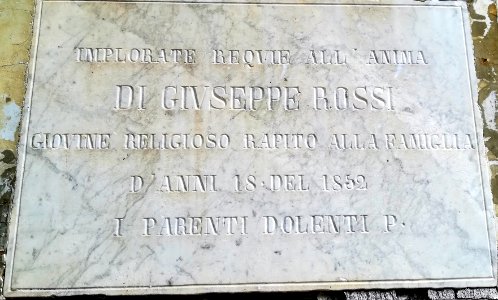 IMPLORATE REQVIE ALL' ANIMA
DI GIVSEPPE ROSSI
GIOVINE RELIGIOSO RAPITO ALLA FAMIGLIA
D'ANNI 18·DEL 1852
I PARENTI DOLENTI P.